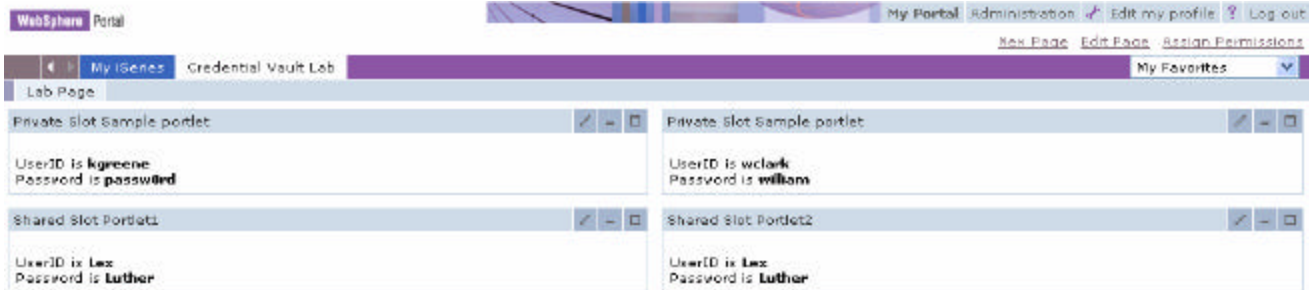 WebSphere Portal
My Portal Administration Edit my profile ? Log out
New Page Edit Page Assign Permissions
My iSeries Credential Vault Lab My Favorites
Lab Page
Private Slot Sample portlet
UserID is kgreene
Password is passw0rd
Private Slot Sample portlet
UserID is wclark
Password is william
Shared Slot Portlet1
UserID is Lex
Password is Luther
Shared Slot Portlet2
UserID is Lex
Password is Luther